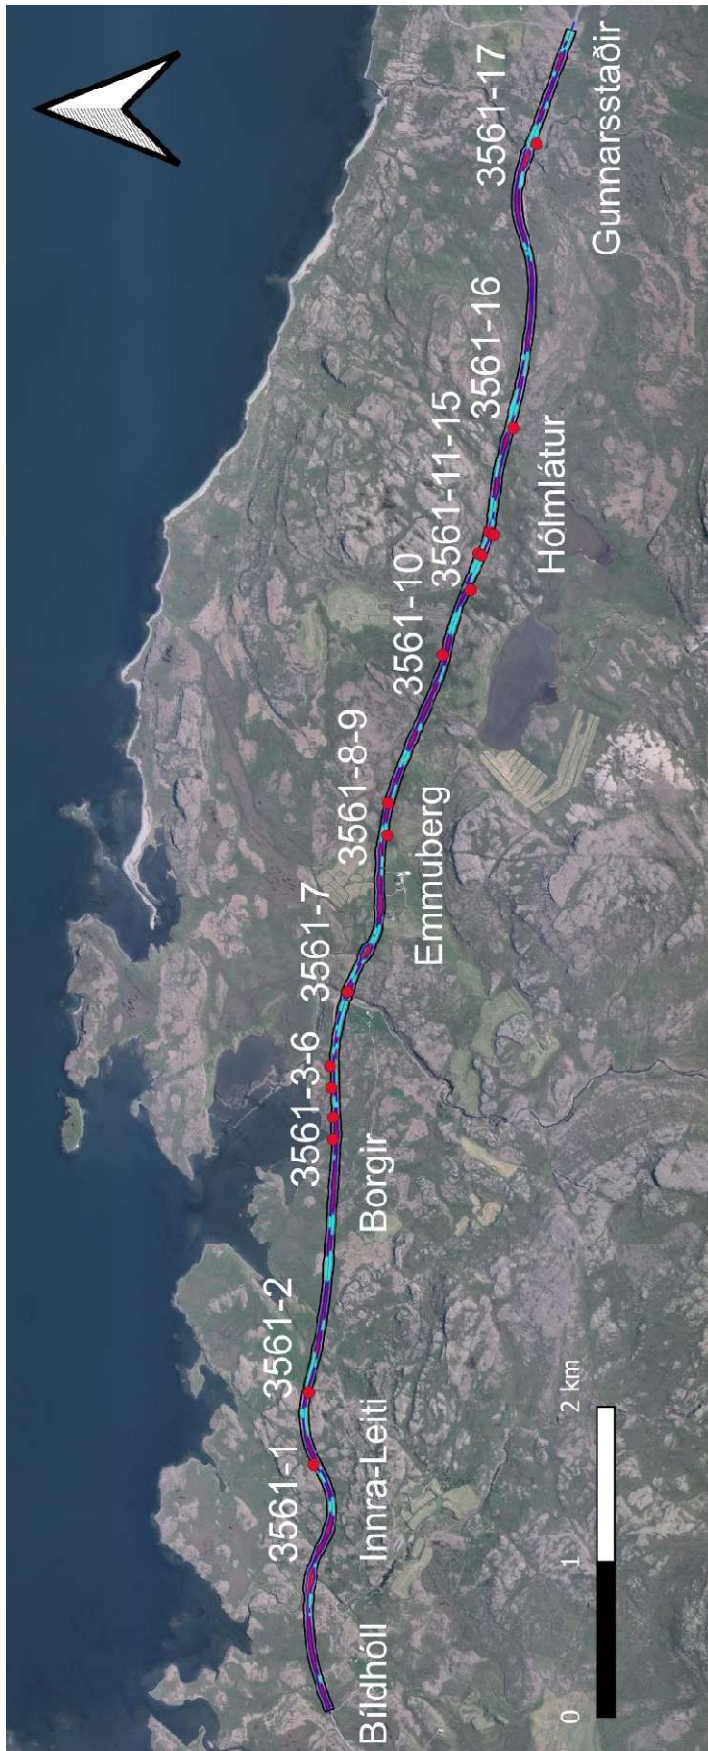 3561-1
3561-2
3561-3-6
3561-7
3561-8-9
3561-10
3561-11-15
3561-16
3561-17
Bíldhóll
Innra-Leiti
Borgir
Emmuberg
Hólmlátur
Gunnarsstaðir
0
1
2 km